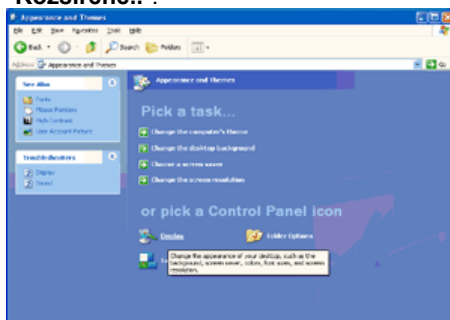 Rozšířené..".
Appearance and Themes
File Edit View Favorites Tools Help
Back Search Folders
Address Appearance and Themes Go
See Also
Fonts
Mouse Pointers
High Contrast
User Account Picture
Troubleshooters
Display
Sound
Appearance and Themes
Pick a task...
Change the computer's theme
Change the desktop background
Choose a screen saver
Change the screen resolution
or pick a Control Panel icon
Display Folder Options
Change the appearance of your desktop, such as the
background, screen saver, colors, font sizes, and screen
resolution.